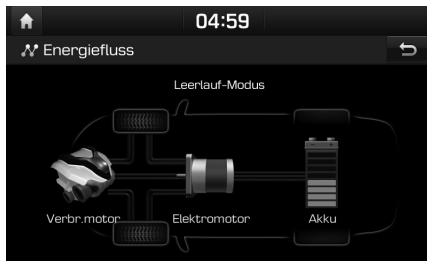 04:59
Energiefluss
Leerlauf-Modus
Verbr.motor
Elektromotor
Akku